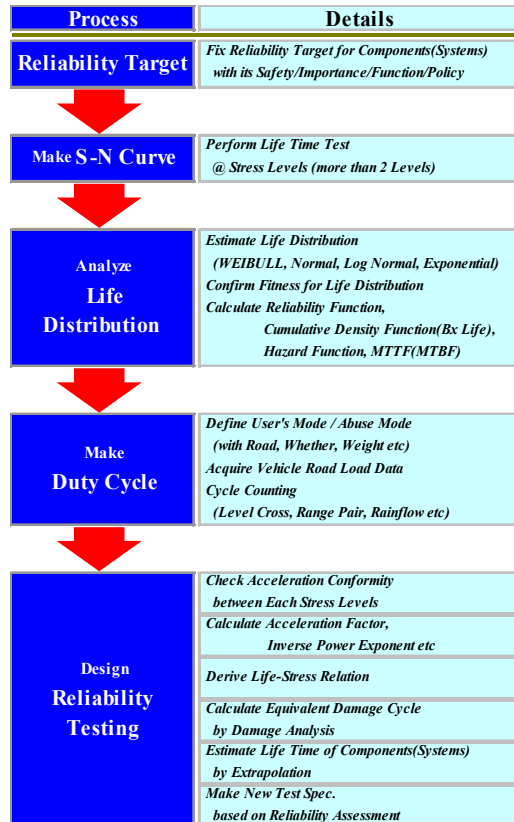 Process
Details
Reliability Target
Fix Reliability Target for Components(Systems)
with its Safety/Importance/Function/Policy
Make S-N Curve
Perform Life Time Test
@ Stress Levels (more than 2 Levels)
Analyze
Life
Distribution
Estimate Life Distribution
(WEIBULL, Normal, Log Normal, Exponential)
Confirm Fitness for Life Distribution
Calculate Reliability Function,
Cumulative Density Function(Bx Life),
Hazard Function, MTTF(MTBF)
Make
Duty Cycle
Define User's Mode / Abuse Mode
(with Road, Whether, Weight etc)
Acquire Vehicle Road Load Data
Cycle Counting
(Level Cross, Range Pair, Rainflow etc)
Design
Reliability
Testing
Check Acceleration Conformity
between Each Stress Levels
Calculate Acceleration Factor,
Inverse Power Exponent etc
Derive Life-Stress Relation
Calculate Equivalent Damage Cycle
by Damage Analysis
Estimate Life Time of Components(Systems)
by Extrapolation
Make New Test Spec.
based on Reliability Assessment